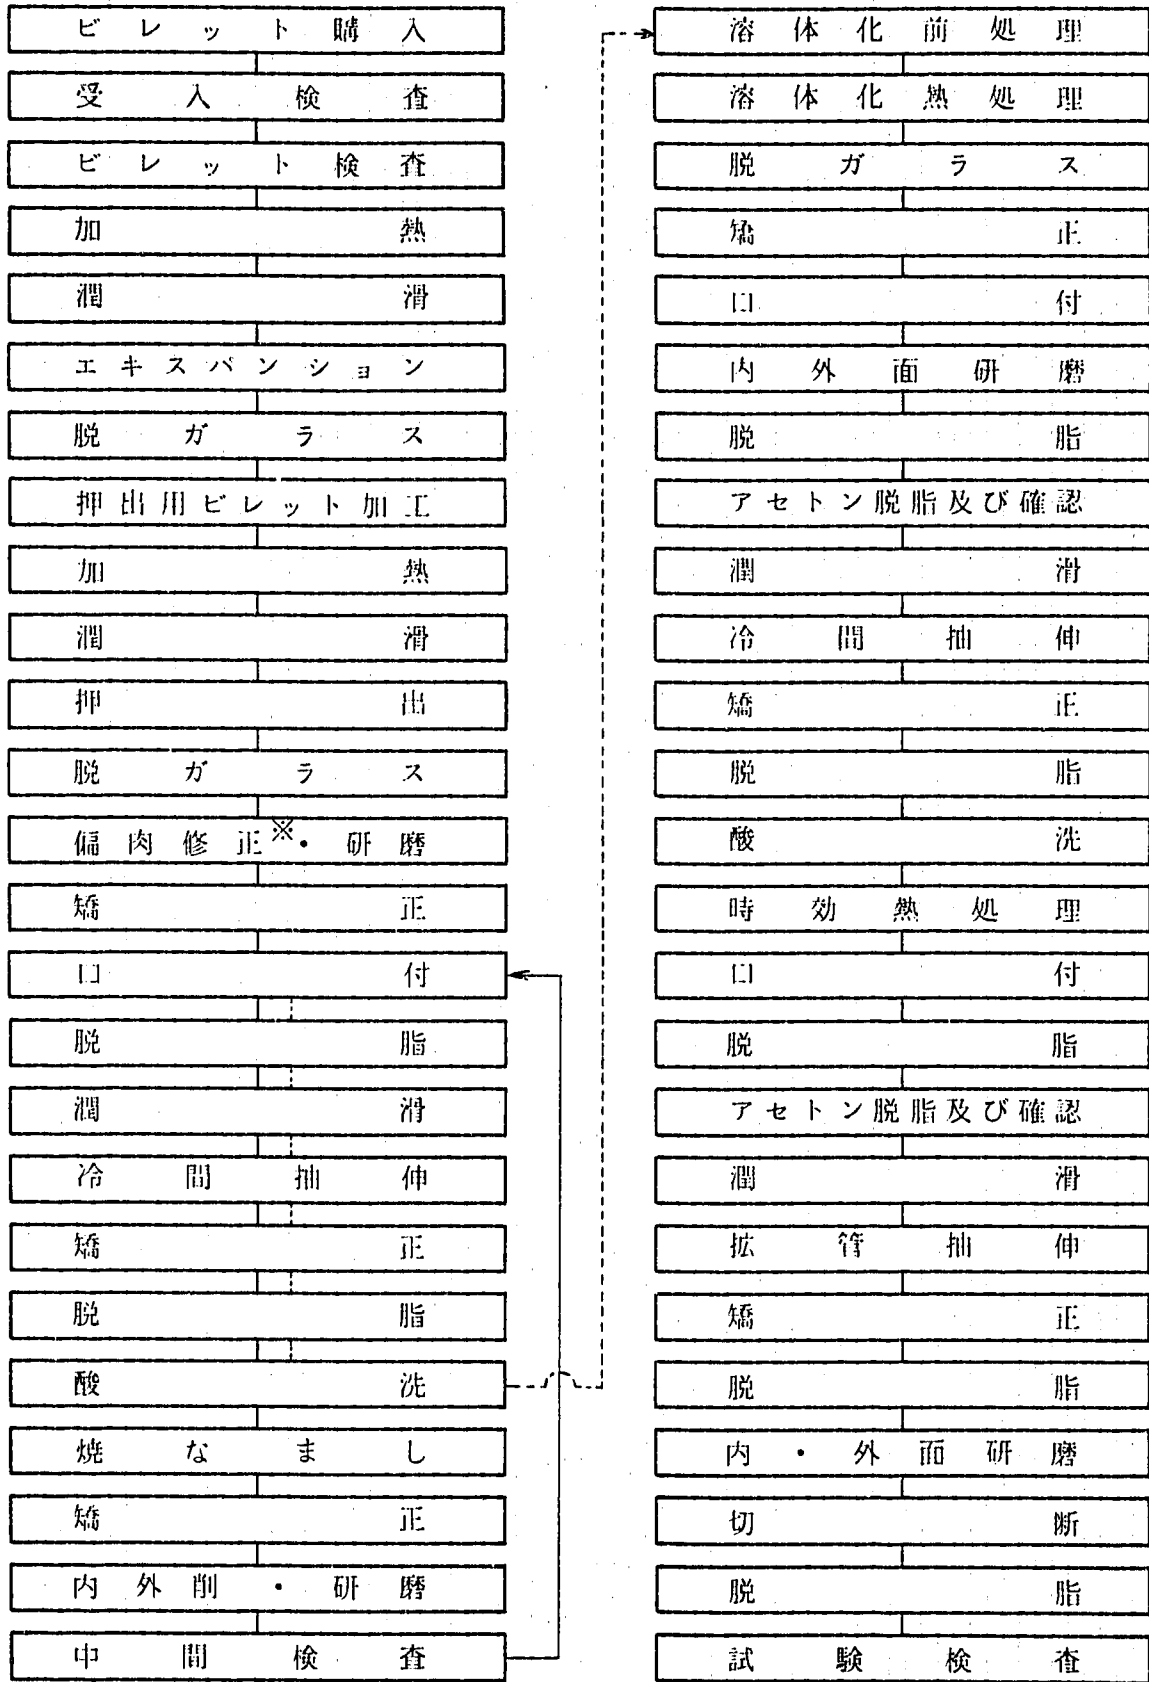 ビレット購入
受入検査
ビレット検査
加熱
潤滑
エキスパンション
脱ガラス
押出用ビレット加工
加熱
潤滑
押出
脱ガラス
偏肉修正※・研磨
矯正
口付
脱脂
潤滑
冷間抽伸
矯正
脱脂
酸洗
焼なまし
矯正
内外削・研磨
中間検査
溶体化前処理
溶体化熱処理
脱ガラス
矯正
口付
内外面研磨
脱脂
アセトン脱脂及び確認
潤滑
冷間抽伸
矯正
脱脂
酸洗
時効熱処理
口付
脱脂
アセトン脱脂及び確認
潤滑
拡管抽伸
矯正
脱脂
内・外面研磨
切断
脱脂
試験検査